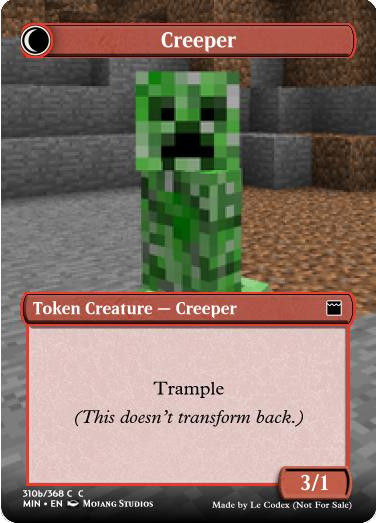 Creeper
Token Creature — Creeper
Trample
(This doesn't transform back.)
3/1
310b/368 C C
MIN • EN Mojang Studios
Made by Le Codex (Not For Sale)